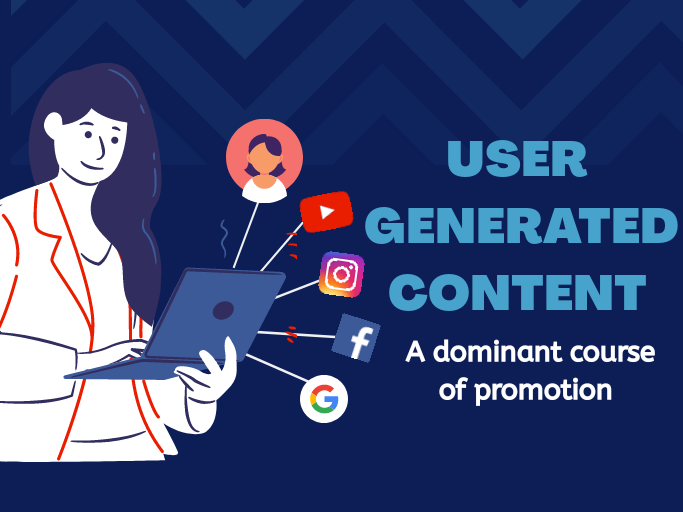 USER
GENERATED
CONTENT
A dominant course
of promotion